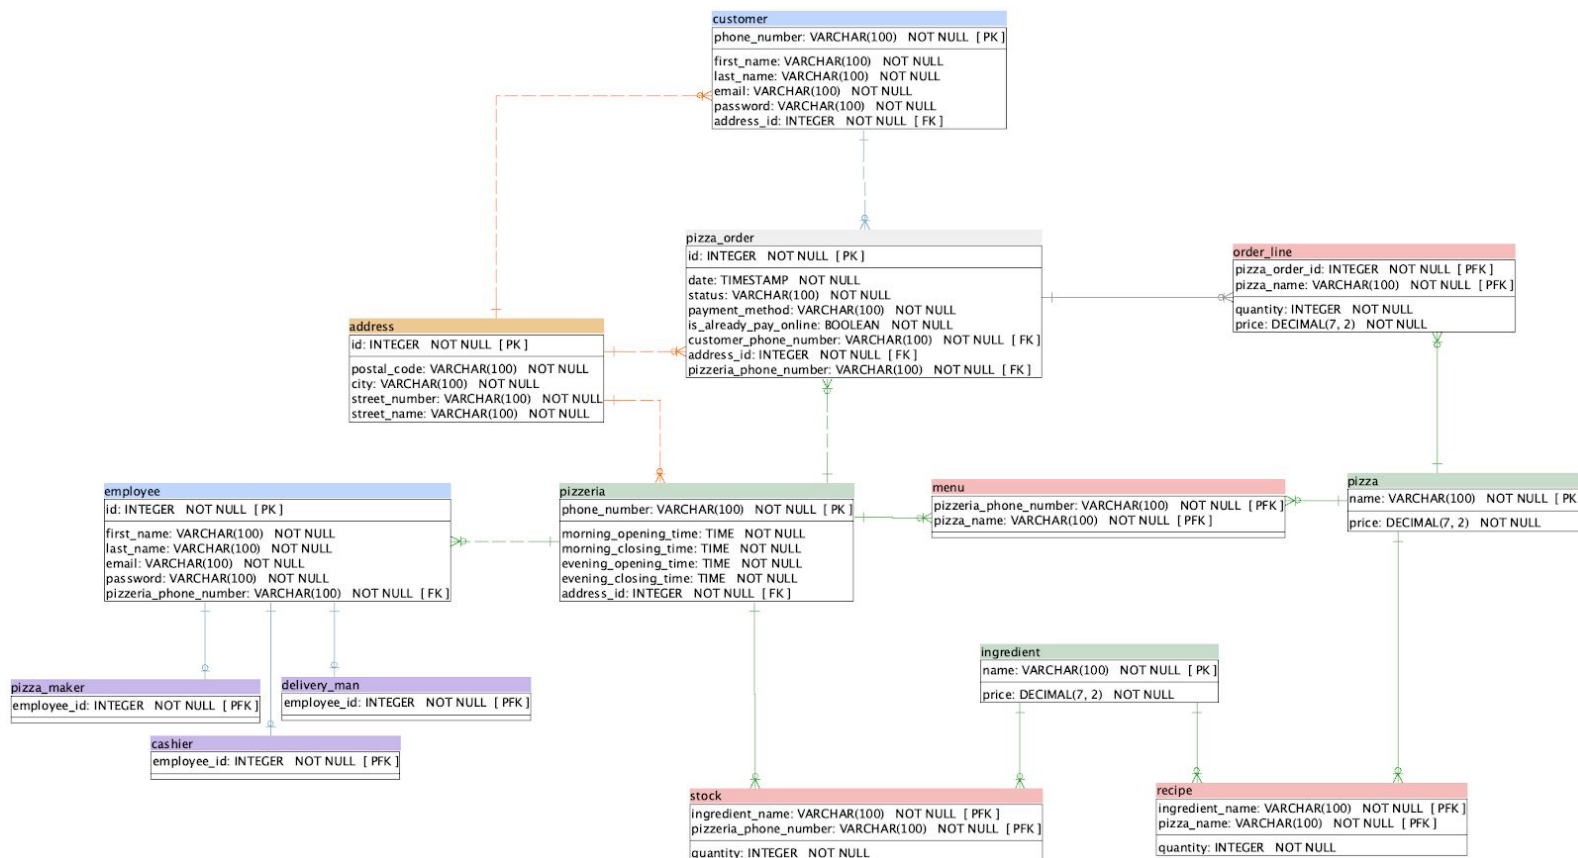 customer
phone_number: VARCHAR(100) NOT NULL [ PK ]
first_name: VARCHAR(100) NOT NULL
last_name: VARCHAR(100) NOT NULL
email: VARCHAR(100) NOT NULL
password: VARCHAR(100) NOT NULL
address_id: INTEGER NOT NULL [ FK ]
pizza_order
id: INTEGER NOT NULL [ PK ]
date: TIMESTAMP NOT NULL
status: VARCHAR(100) NOT NULL
payment_method: VARCHAR(100) NOT NULL
is_already_pay_online: BOOLEAN NOT NULL
customer_phone_number: VARCHAR(100) NOT NULL [ FK ]
address_id: INTEGER NOT NULL [ FK ]
pizzeria_phone_number: VARCHAR(100) NOT NULL [ FK ]
order_line
pizza_order_id: INTEGER NOT NULL [ PFK ]
pizza_name: VARCHAR(100) NOT NULL [ PFK ]
quantity: INTEGER NOT NULL
price: DECIMAL(7, 2) NOT NULL
address
id: INTEGER NOT NULL [ PK ]
postal_code: VARCHAR(100) NOT NULL
city: VARCHAR(100) NOT NULL
street_number: VARCHAR(100) NOT NULL
street_name: VARCHAR(100) NOT NULL
employee
id: INTEGER NOT NULL [ PK ]
first_name: VARCHAR(100) NOT NULL
last_name: VARCHAR(100) NOT NULL
email: VARCHAR(100) NOT NULL
password: VARCHAR(100) NOT NULL
pizzeria_phone_number: VARCHAR(100) NOT NULL [ FK ]
pizzeria
phone_number: VARCHAR(100) NOT NULL [ PK ]
morning_opening_time: TIME NOT NULL
morning_closing_time: TIME NOT NULL
evening_opening_time: TIME NOT NULL
evening_closing_time: TIME NOT NULL
address_id: INTEGER NOT NULL [ FK ]
menu
pizzeria_phone_number: VARCHAR(100) NOT NULL [ PFK ]
pizza_name: VARCHAR(100) NOT NULL [ PFK ]
pizza
name: VARCHAR(100) NOT NULL [ PK
price: DECIMAL(7, 2) NOT NULL
pizza_maker
employee_id: INTEGER NOT NULL [ PFK ]
delivery_man
employee_id: INTEGER NOT NULL [ PFK ]
cashier
employee_id: INTEGER NOT NULL [ PFK ]
ingredient
name: VARCHAR(100) NOT NULL [ PK ]
price: DECIMAL(7, 2) NOT NULL
stock
ingredient_name: VARCHAR(100) NOT NULL [ PFK ]
pizzeria_phone_number: VARCHAR(100) NOT NULL [ PFK ]
quantity: INTEGER NOT NULL
recipe
ingredient_name: VARCHAR(100) NOT NULL [ PFK ]
pizza_name: VARCHAR(100) NOT NULL [ PFK ]
quantity: INTEGER NOT NULL